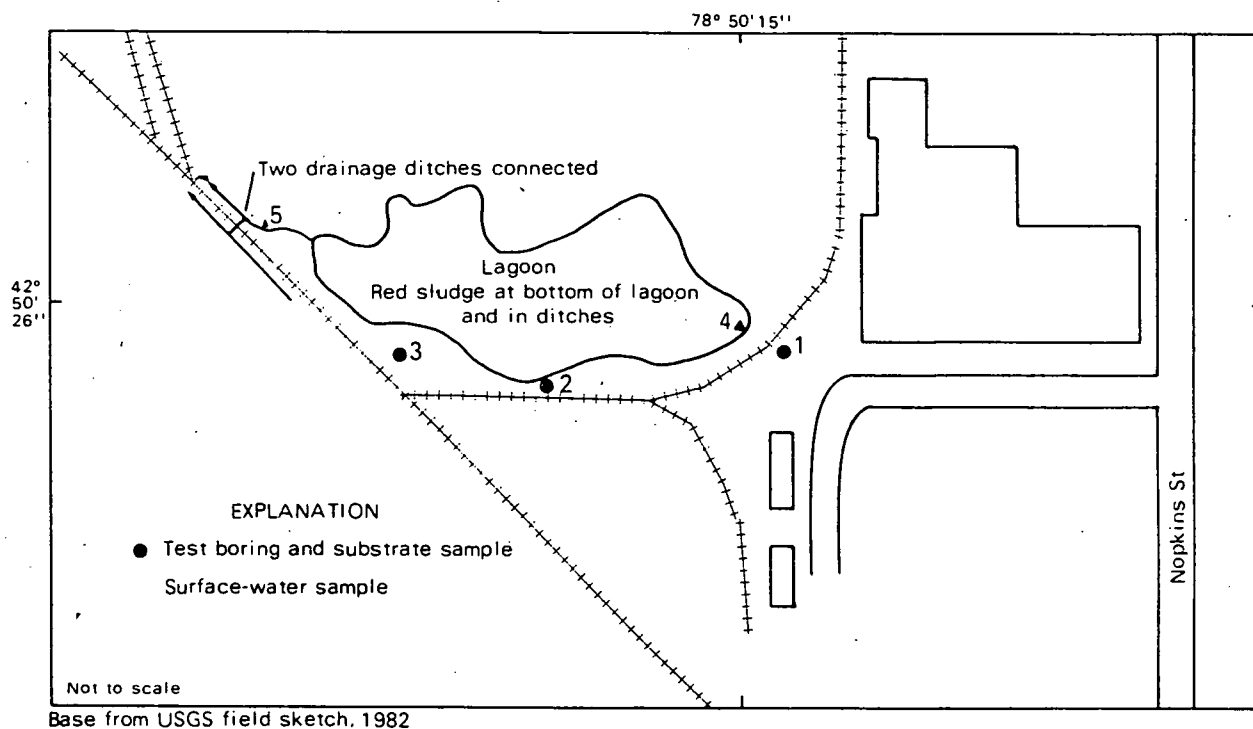 78° 50' 15''
Two drainage ditches connected
5
Lagoon
Red sludge at bottom of lagoon
and in ditches
42°
50'
26''
4
3
1
2
EXPLANATION
Test boring and substrate sample
Surface-water sample
Nopkins St
Not to scale
Base from USGS field sketch, 1982